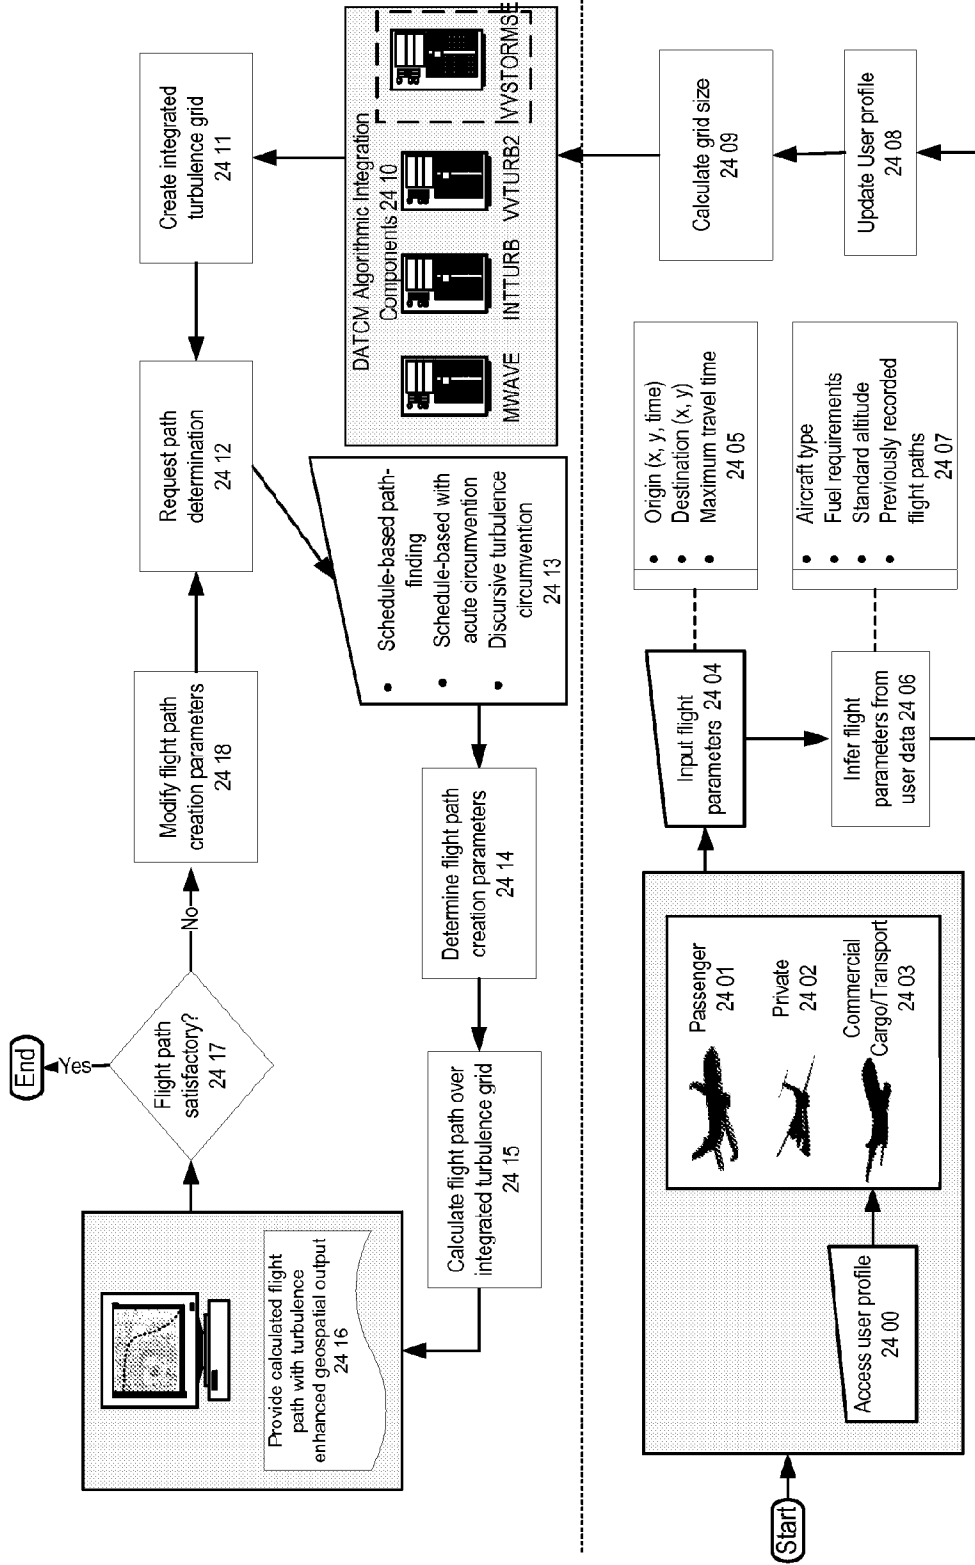 Start
Access user profile
24 00
Passenger
24 01
Private
24 02
Commercial
Cargo/Transport
24 03
Input flight
parameters 24 04
• Origin (x, y, time)
• Destination (x, y)
• Maximum travel time
24 05
Infer flight
parameters from
user data 24 06
• Aircraft type
• Fuel requirements
• Standard altitude
• Previously recorded
flight paths
24 07
Update User profile
24 08
Calculate grid size
24 09
DATCM Algorithmic Integration
Components 24 10
MWAVE
INTTURB
VVTURB2
VVSTORMSE
Create integrated
turbulence grid
24 11
Request path
determination
24 12
• Schedule-based path-
finding
• Schedule-based with
acute circumvention
• Discursive turbulence
circumvention
24 13
Determine flight path
creation parameters
24 14
Calculate flight path over
integrated turbulence grid
24 15
Provide calculated flight
path with turbulence
enhanced geospatial output
24 16
Flight path
satisfactory?
24 17
Yes
End
No
Modify flight path
creation parameters
24 18